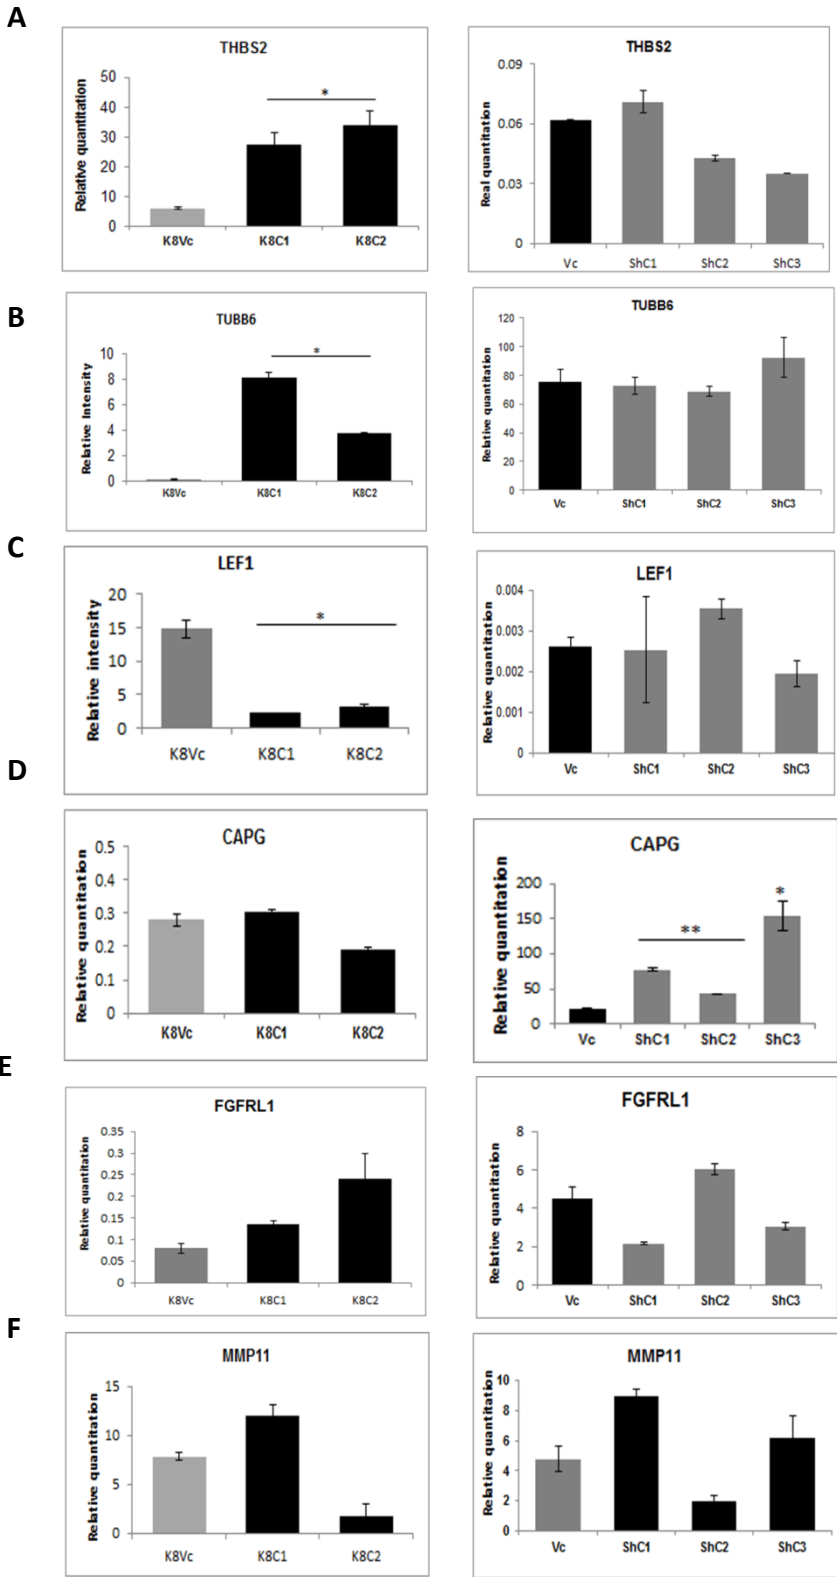 A
THBS2
Relative quantitation
50
40
30
20
10
0
*
K8Vc K8C1 K8C2
THBS2
Real quantitation
0.09
0.06
0.03
0
Vc ShC1 ShC2 ShC3
B
TUBB6
Relative Intensity
10
8
6
4
2
0
*
K8Vc K8C1 K8C2
TUBB6
Relative quantitation
120
100
80
60
40
20
0
Vc ShC1 ShC2 ShC3
C
LEF1
Relative intensity
20
15
10
5
0
*
K8Vc K8C1 K8C2
LEF1
Relative quantitation
0.004
0.003
0.002
0.001
0
Vc ShC1 ShC2 ShC3
D
CAPG
Relative quantitation
0.5
0.4
0.3
0.2
0.1
0
K8Vc K8C1 K8C2
CAPG
Relative quantitation
200
150
100
50
0
**
*
Vc ShC1 ShC2 ShC3
E
FGFRL1
Relative quantitation
0.35
0.3
0.25
0.2
0.15
0.1
0.05
0
K8Vc K8C1 K8C2
FGFRL1
Relative quantitation
8
6
4
2
0
Vc ShC1 ShC2 ShC3
F
MMP11
Relative quantitation
15
10
5
0
K8Vc K8C1 K8C2
MMP11
Relative quantitation
10
8
6
4
2
0
Vc ShC1 ShC2 ShC3